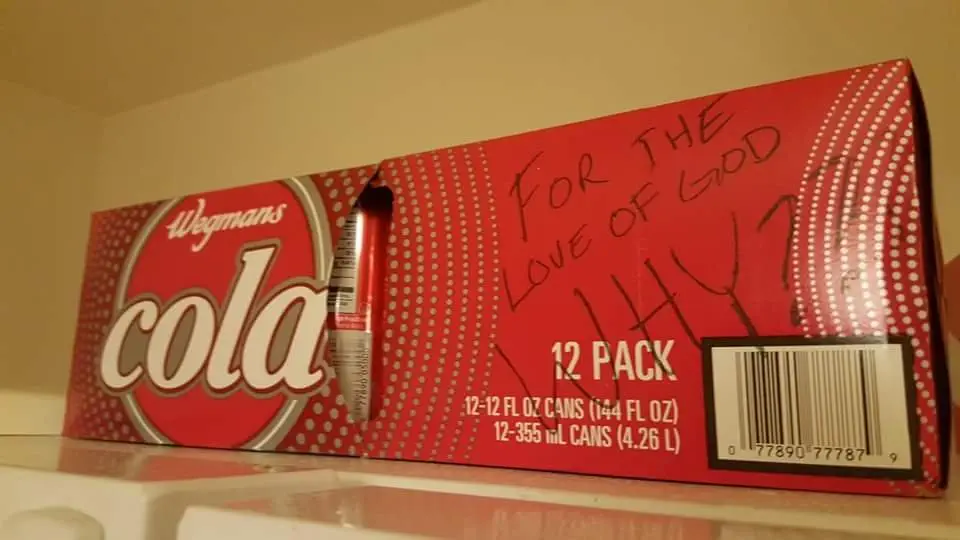 Wegmans
cola
FOR THE
LOVE OF GOD
WHY??
12 PACK
12-12 FL OZ CANS (144 FL OZ)
12-355 mL CANS (4.26 L)
0 77890 77787 9